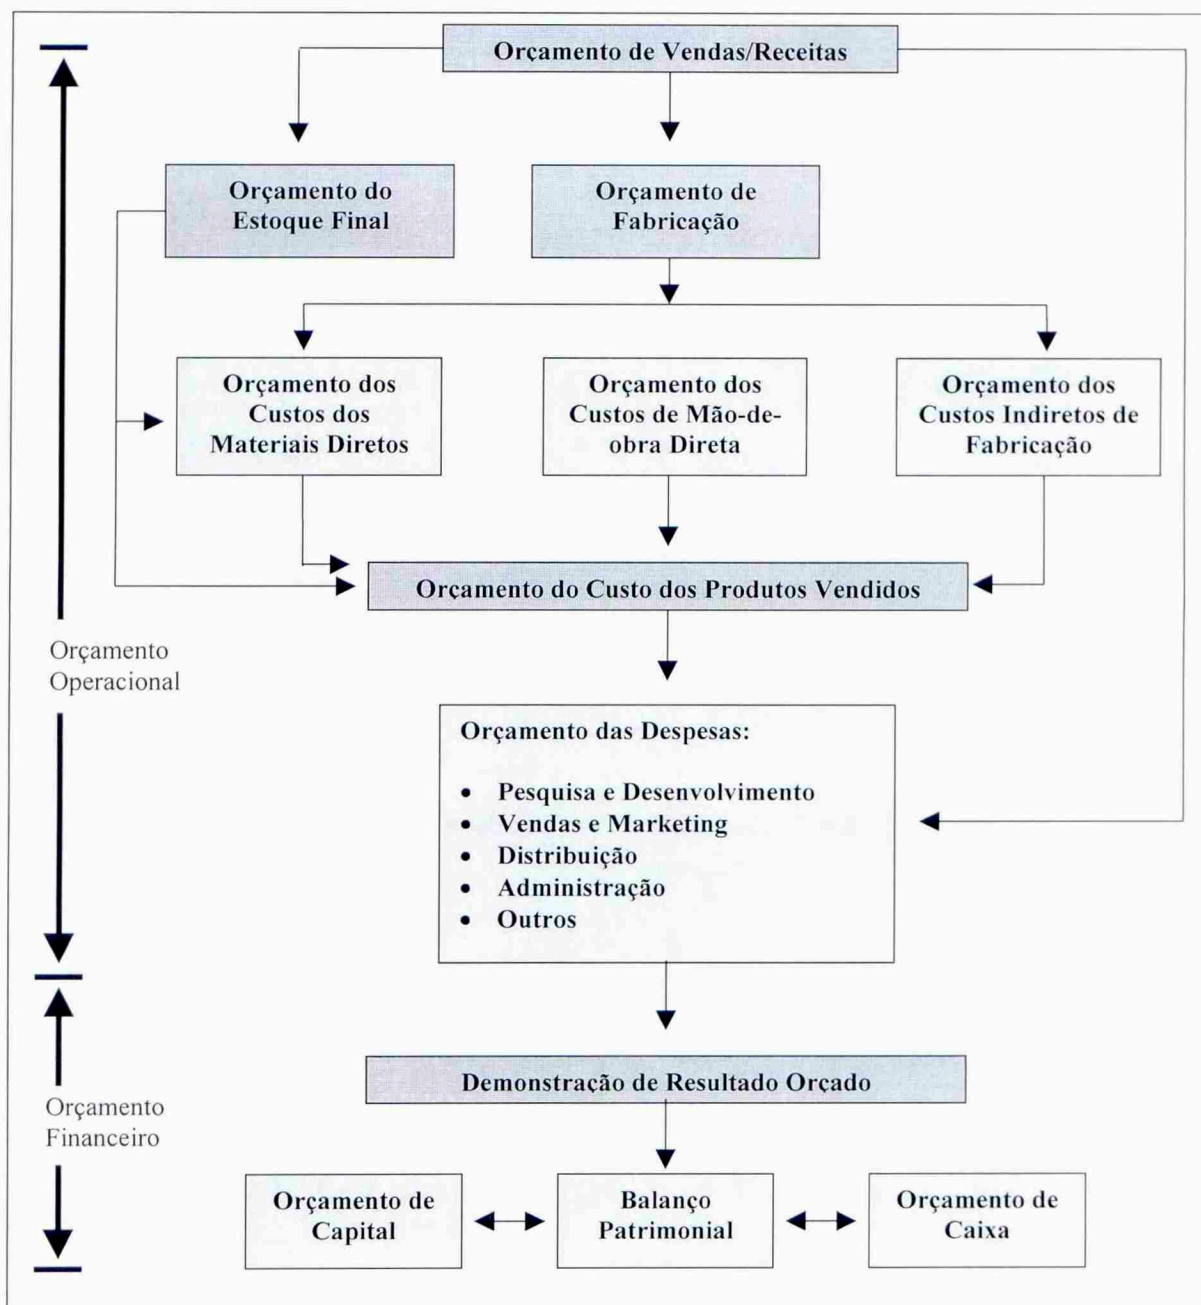 Orçamento de Vendas/Receitas
Orçamento do
Estoque Final
Orçamento de
Fabricação
Orçamento dos
Custos dos
Materiais Diretos
Orçamento dos
Custos de Mão-de-
obra Direta
Orçamento dos
Custos Indiretos de
Fabricação
Orçamento do Custo dos Produtos Vendidos
Orçamento
Operacional
Orçamento das Despesas:
• Pesquisa e Desenvolvimento
• Vendas e Marketing
• Distribuição
• Administração
• Outros
Demonstração de Resultado Orçado
Orçamento
Financeiro
Orçamento de
Capital
Balanço
Patrimonial
Orçamento de
Caixa